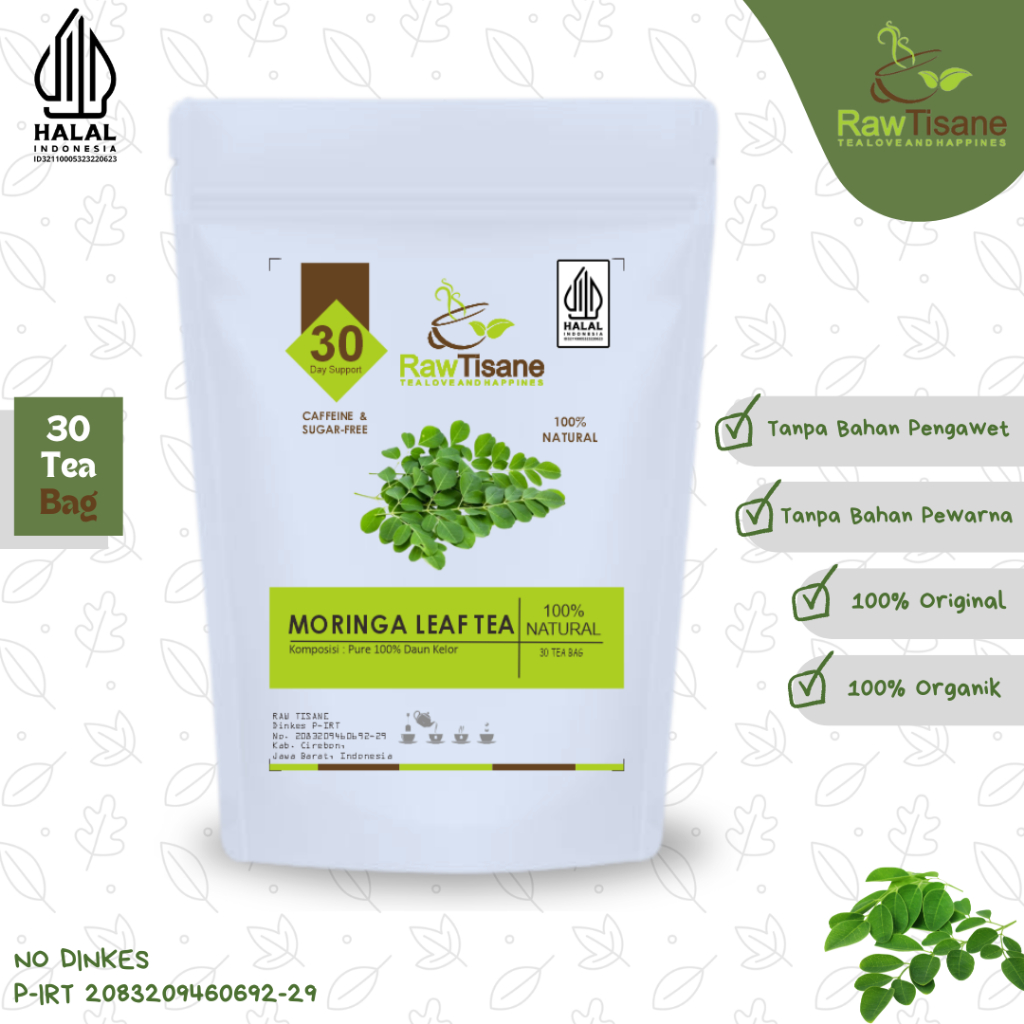 HALAL
INDONESIA
ID32110005323220623
RawTisane
TEALOVEANDHAPPINES
30
Day Support
CAFFEINE &
SUGAR-FREE
RawTisane
TEALOVEANDHAPPINES
HALAL
INDONESIA
100%
NATURAL
30
Tea
Bag
Tanpa Bahan Pengawet
Tanpa Bahan Pewarna
100% Original
100% Organik
MORINGA LEAF TEA
Komposisi : Pure 100% Daun Kelor
100%
NATURAL
30 TEA BAG
RAW TISANE
Dinkes P-IRT
No. 2083209460692-29
Kab. Cirebon,
Jawa Barat, Indonesia
NO DINKES
P-IRT 2083209460692-29